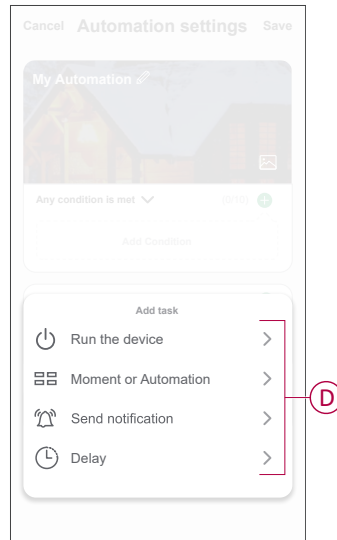 Cancel Automation settings Save
My Automation
Any condition is met (0/10)
Add Condition
Add task
Run the device
Moment or Automation
Send notification
Delay
D